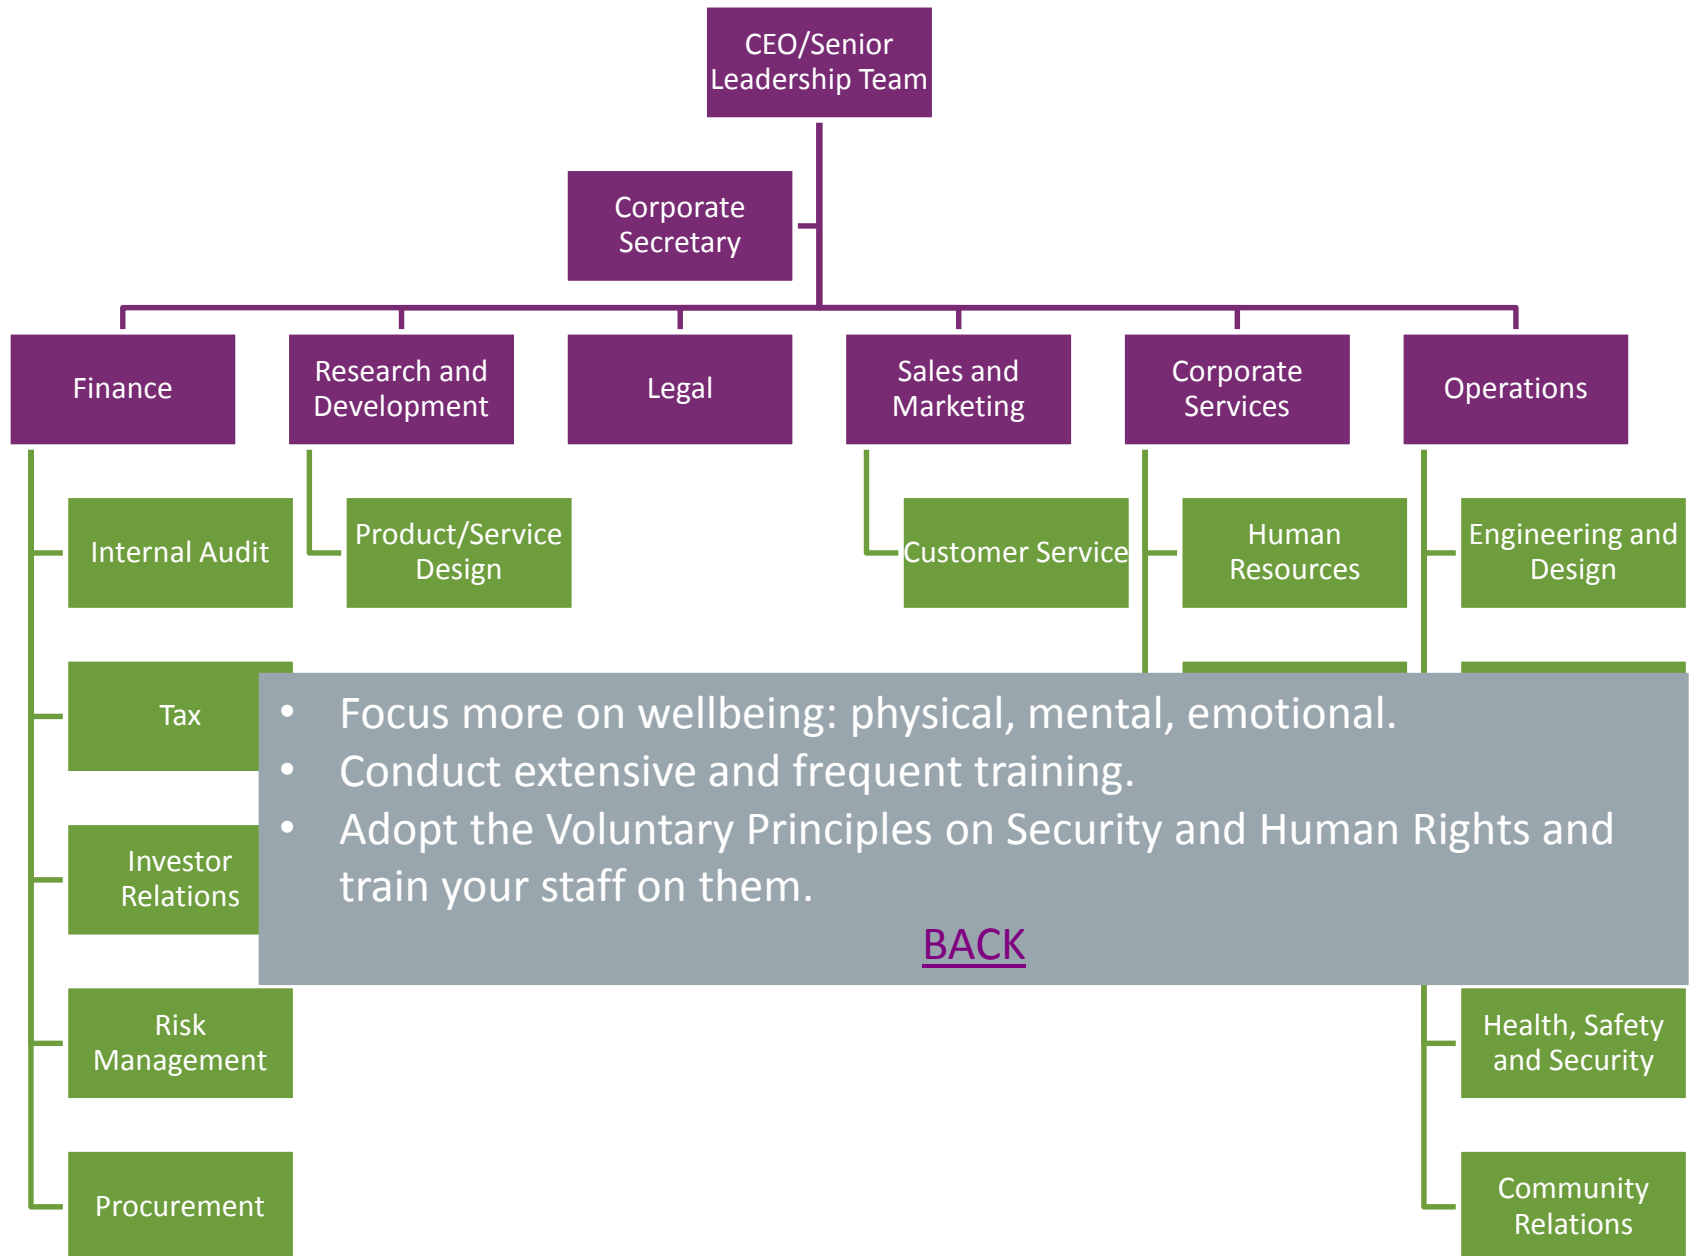 CEO/Senior
Leadership Team
Corporate
Secretary
Finance
Research and
Development
Legal
Sales and
Marketing
Corporate
Services
Operations
Internal Audit
Product/Service
Design
Customer Service
Human
Resources
Engineering and
Design
Tax
• Focus more on wellbeing: physical, mental, emotional.
• Conduct extensive and frequent training.
• Adopt the Voluntary Principles on Security and Human Rights and
train your staff on them.
BACK
Investor
Relations
Risk
Management
Health, Safety
and Security
Procurement
Community
Relations